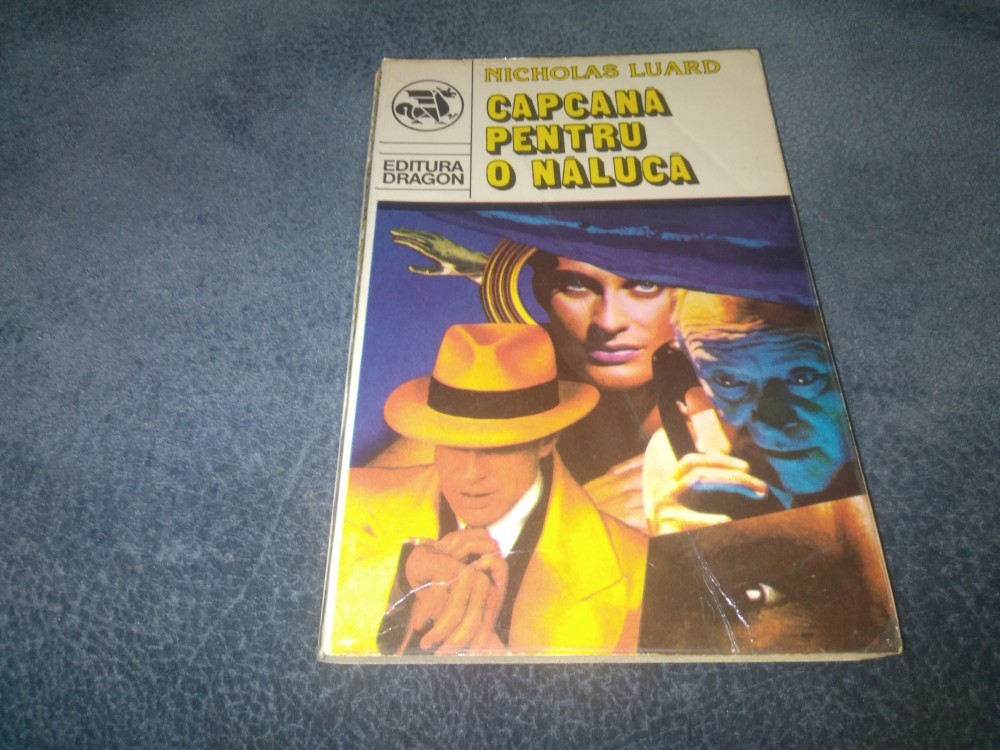 NICHOLAS LUARD
CAPCANA
PENTRU
O NALUCA
EDITURA
DRAGON